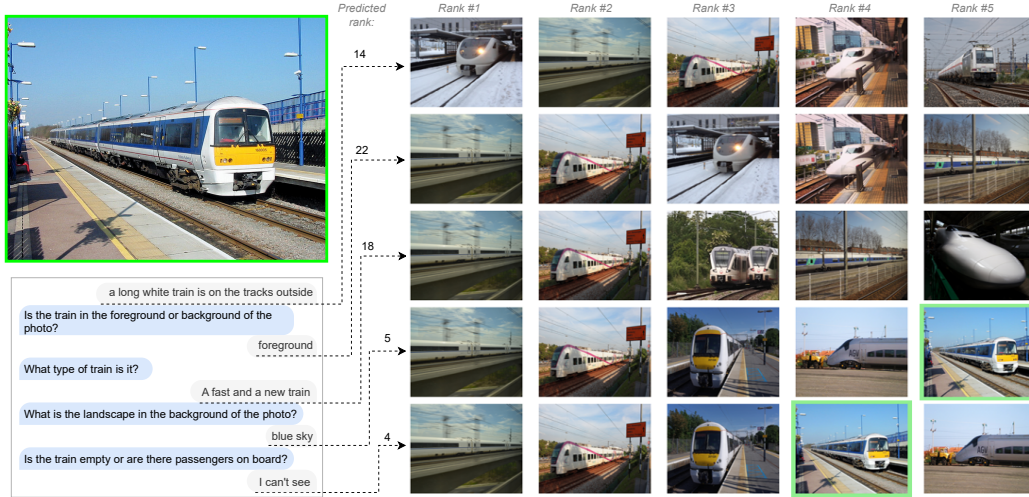 Predicted
rank:
Rank #1
Rank #2
Rank #3
Rank #4
Rank #5
14
22
18
5
4
a long white train is on the tracks outside
Is the train in the foreground or background of the
photo?
foreground
What type of train is it?
A fast and a new train
What is the landscape in the background of the photo?
blue sky
Is the train empty or are there passengers on board?
I can't see
AGV